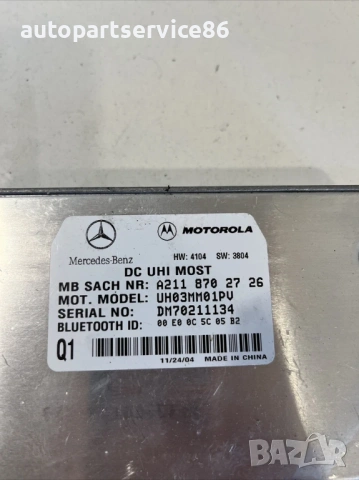 autopartservice86
Mercedes-Benz
HW: 4104 SW: 3804
MOTOROLA
DC UHI MOST
MB SACH NR: A211 870 27 26
MOT. MODEL: UH03MM01PV
SERIAL NO: DM70211134
BLUETOOTH ID: 00 E0 0C 5C 05 B2
Q1
11/24/04 MADE IN CHINA
BAZAR